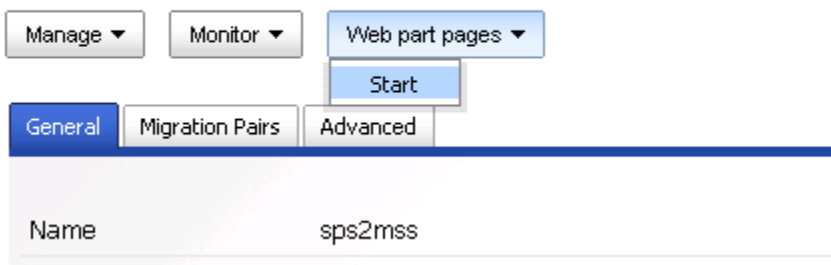 Manage Monitor Web part pages
Start
General Migration Pairs Advanced
Name sps2mss